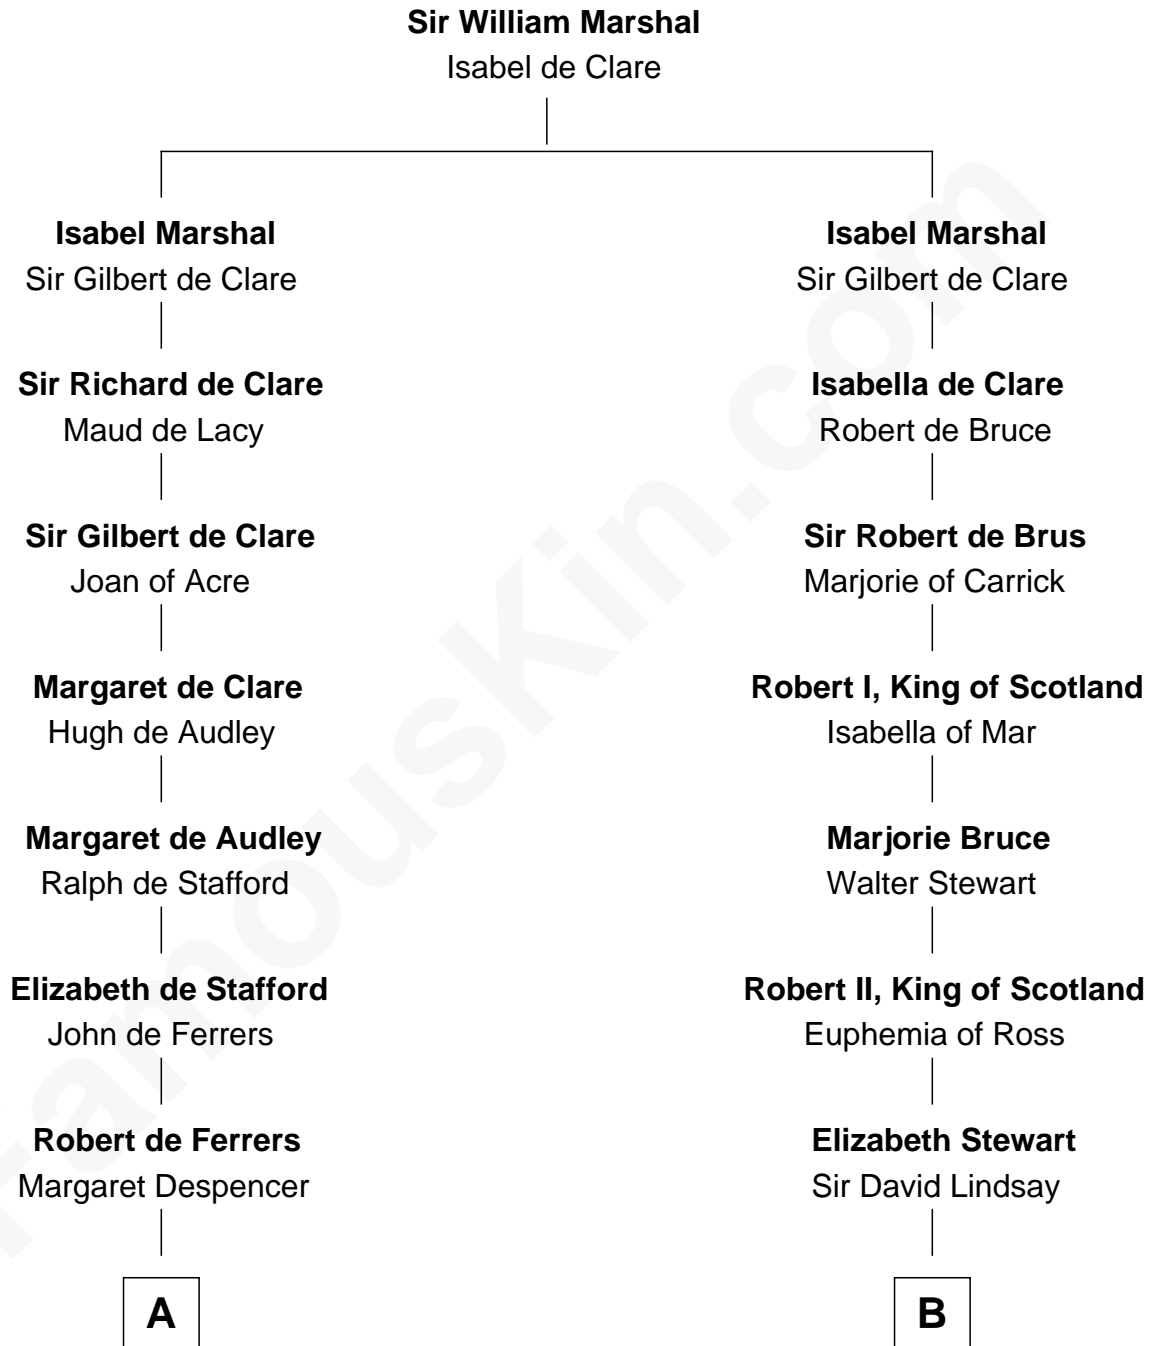 Sir William Marshal
Isabel de Clare
Isabel Marshal
Sir Gilbert de Clare
Isabel Marshal
Sir Gilbert de Clare
Sir Richard de Clare
Maud de Lacy
Isabella de Clare
Robert de Bruce
Sir Gilbert de Clare
Joan of Acre
Sir Robert de Brus
Marjorie of Carrick
Margaret de Clare
Hugh de Audley
Robert I, King of Scotland
Isabella of Mar
Margaret de Audley
Ralph de Stafford
Marjorie Bruce
Walter Stewart
Elizabeth de Stafford
John de Ferrers
Robert II, King of Scotland
Euphemia of Ross
Robert de Ferrers
Margaret Despencer
Elizabeth Stewart
Sir David Lindsay
A
B
FamousKin.com